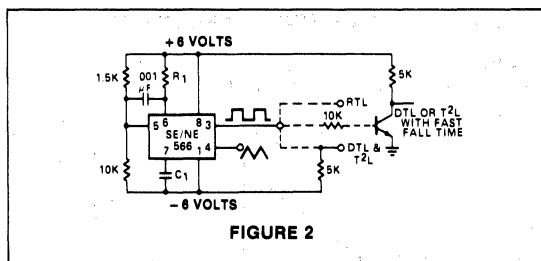 +6 VOLTS
1.5K
.001
μF
R1
5K
5
6
8
3
SE/NE
566
7
1
4
RTL
10K
DTL OR T²L
WITH FAST
FALL TIME
10K
C1
DTL &
T²L
5K
−6 VOLTS
FIGURE 2